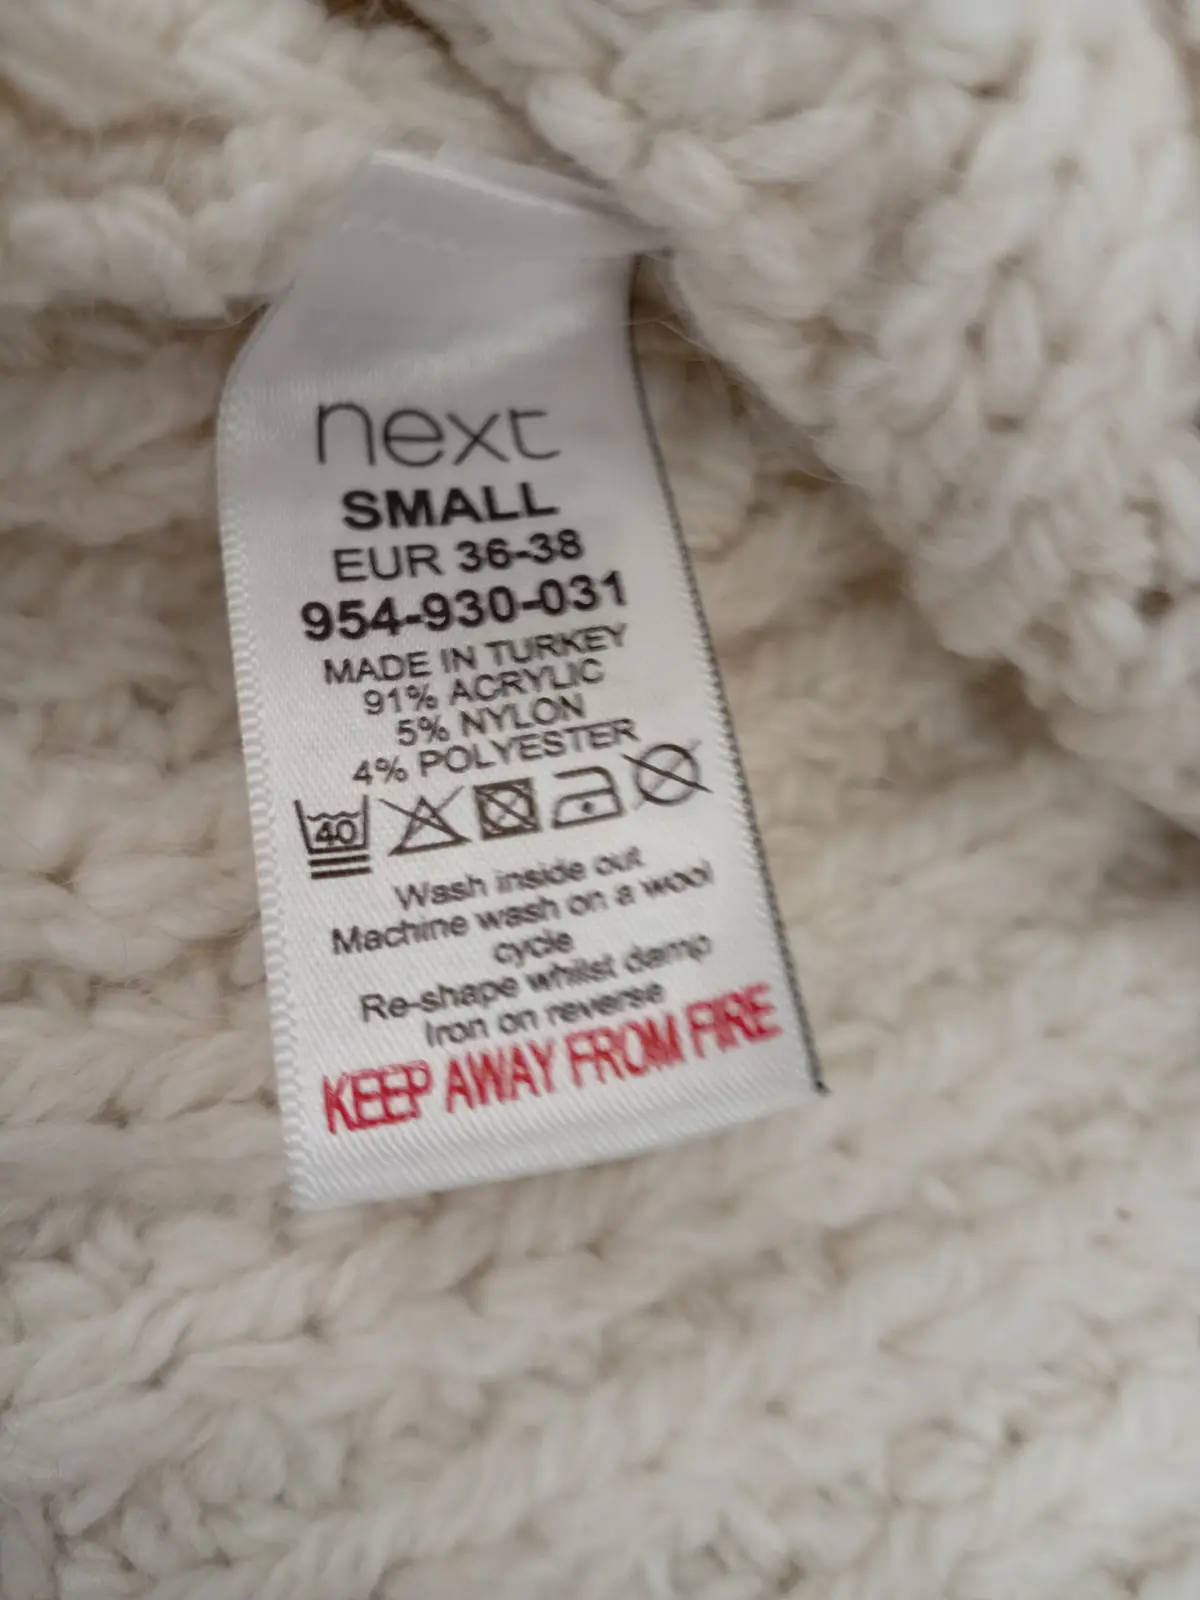 next
SMALL
EUR 36-38
954-930-031
MADE IN TURKEY
91% ACRYLIC
5% NYLON
4% POLYESTER
40
Wash inside out
Machine wash on a wool
cycle
Re-shape whilst damp
Iron on reverse
KEEP AWAY FROM FIRE